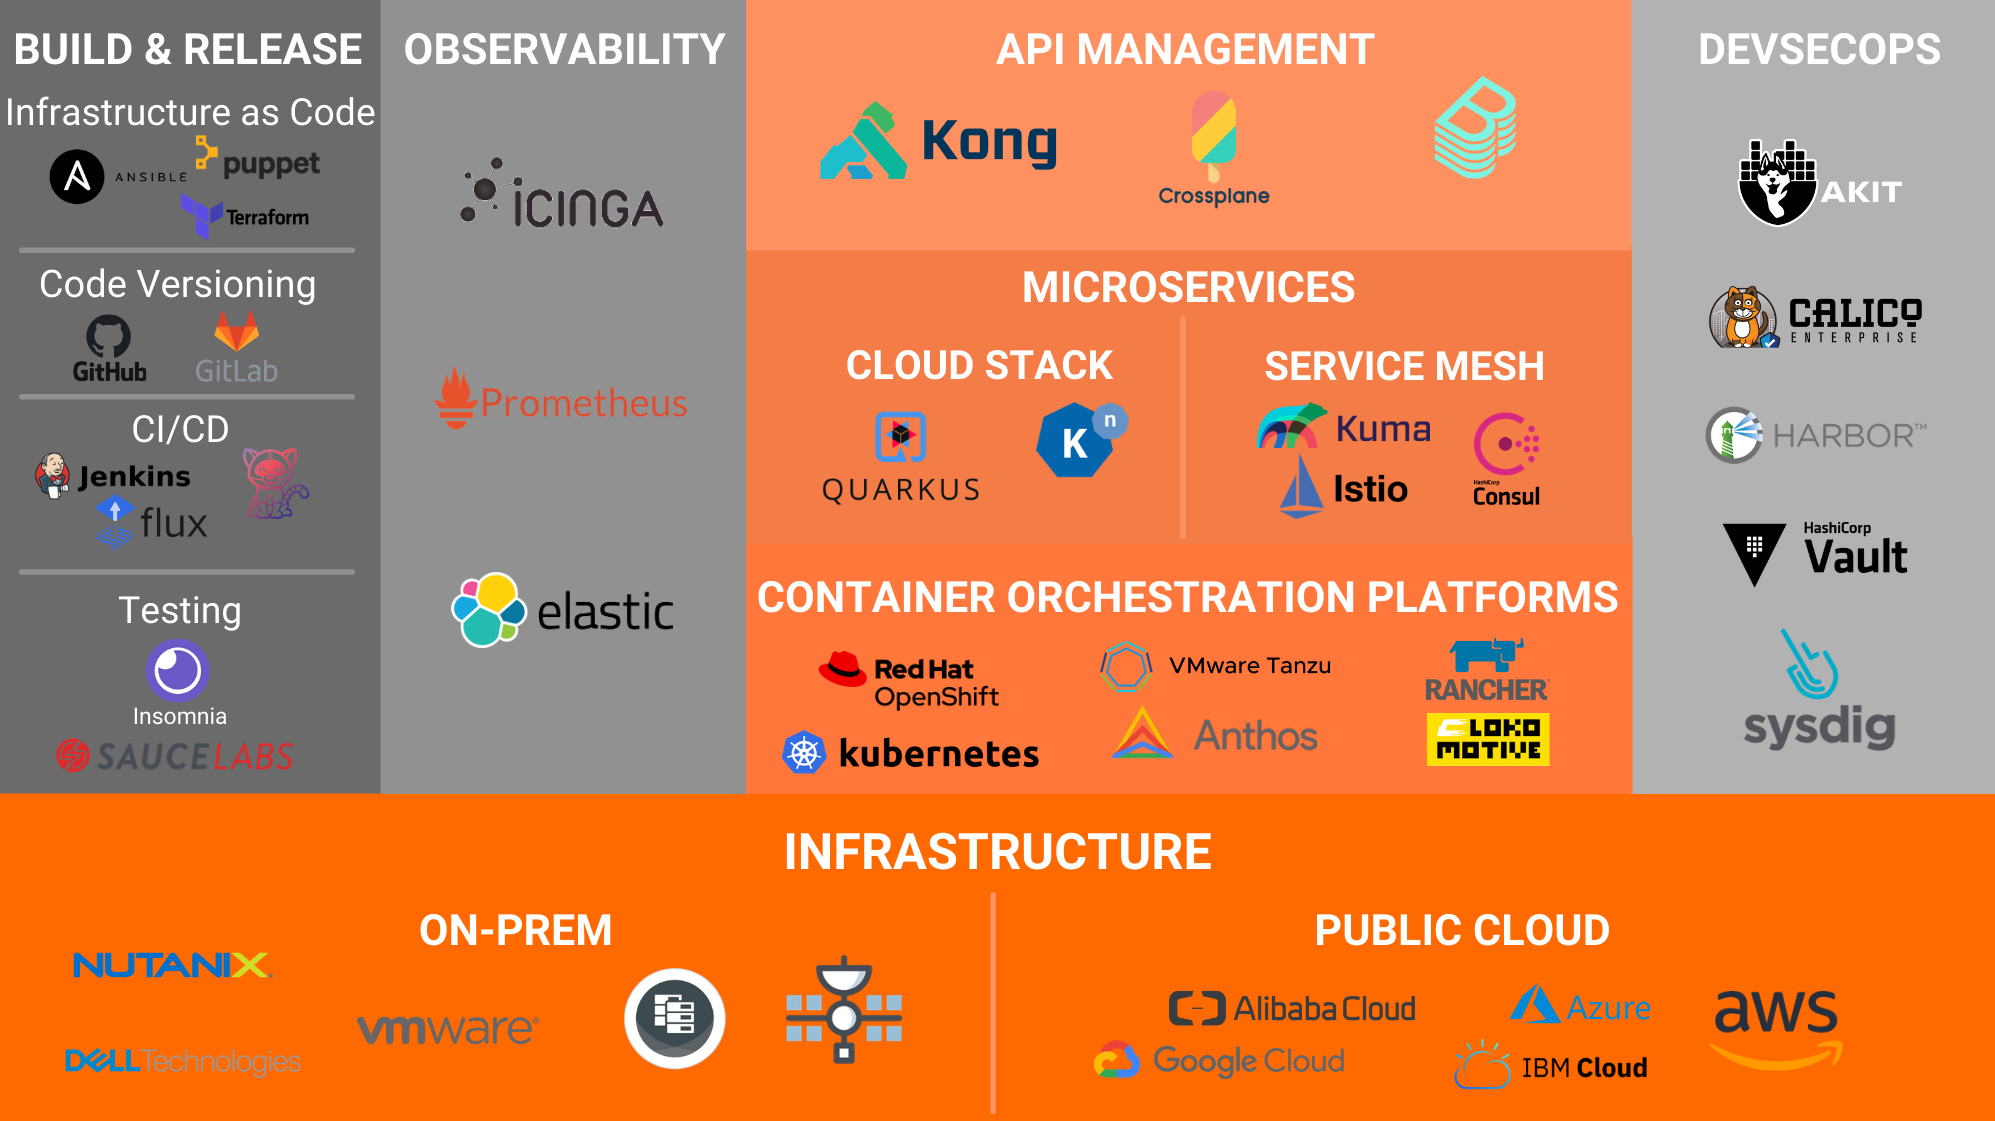 BUILD & RELEASE
Infrastructure as Code
A ANSIBLE
puppet
Terraform
Code Versioning
GitHub
GitLab
CI/CD
Jenkins
flux
Testing
Insomnia
SAUCELABS
OBSERVABILITY
iCINGA
Prometheus
elastic
API MANAGEMENT
Kong
Crossplane
B
MICROSERVICES
CLOUD STACK
QUARKUS
K n
SERVICE MESH
Kuma
Istio
HashiCorp
Consul
CONTAINER ORCHESTRATION PLATFORMS
Red Hat
OpenShift
kubernetes
VMware Tanzu
Anthos
RANCHER®
LOKO
MOTIVE
DEVSECOPS
AKIT
CALICO
ENTERPRISE
HARBOR™
HashiCorp
Vault
sysdig
INFRASTRUCTURE
ON-PREM
NUTANIX
DELLTechnologies
vmware®
PUBLIC CLOUD
Alibaba Cloud
Google Cloud
Azure
IBM Cloud
aws